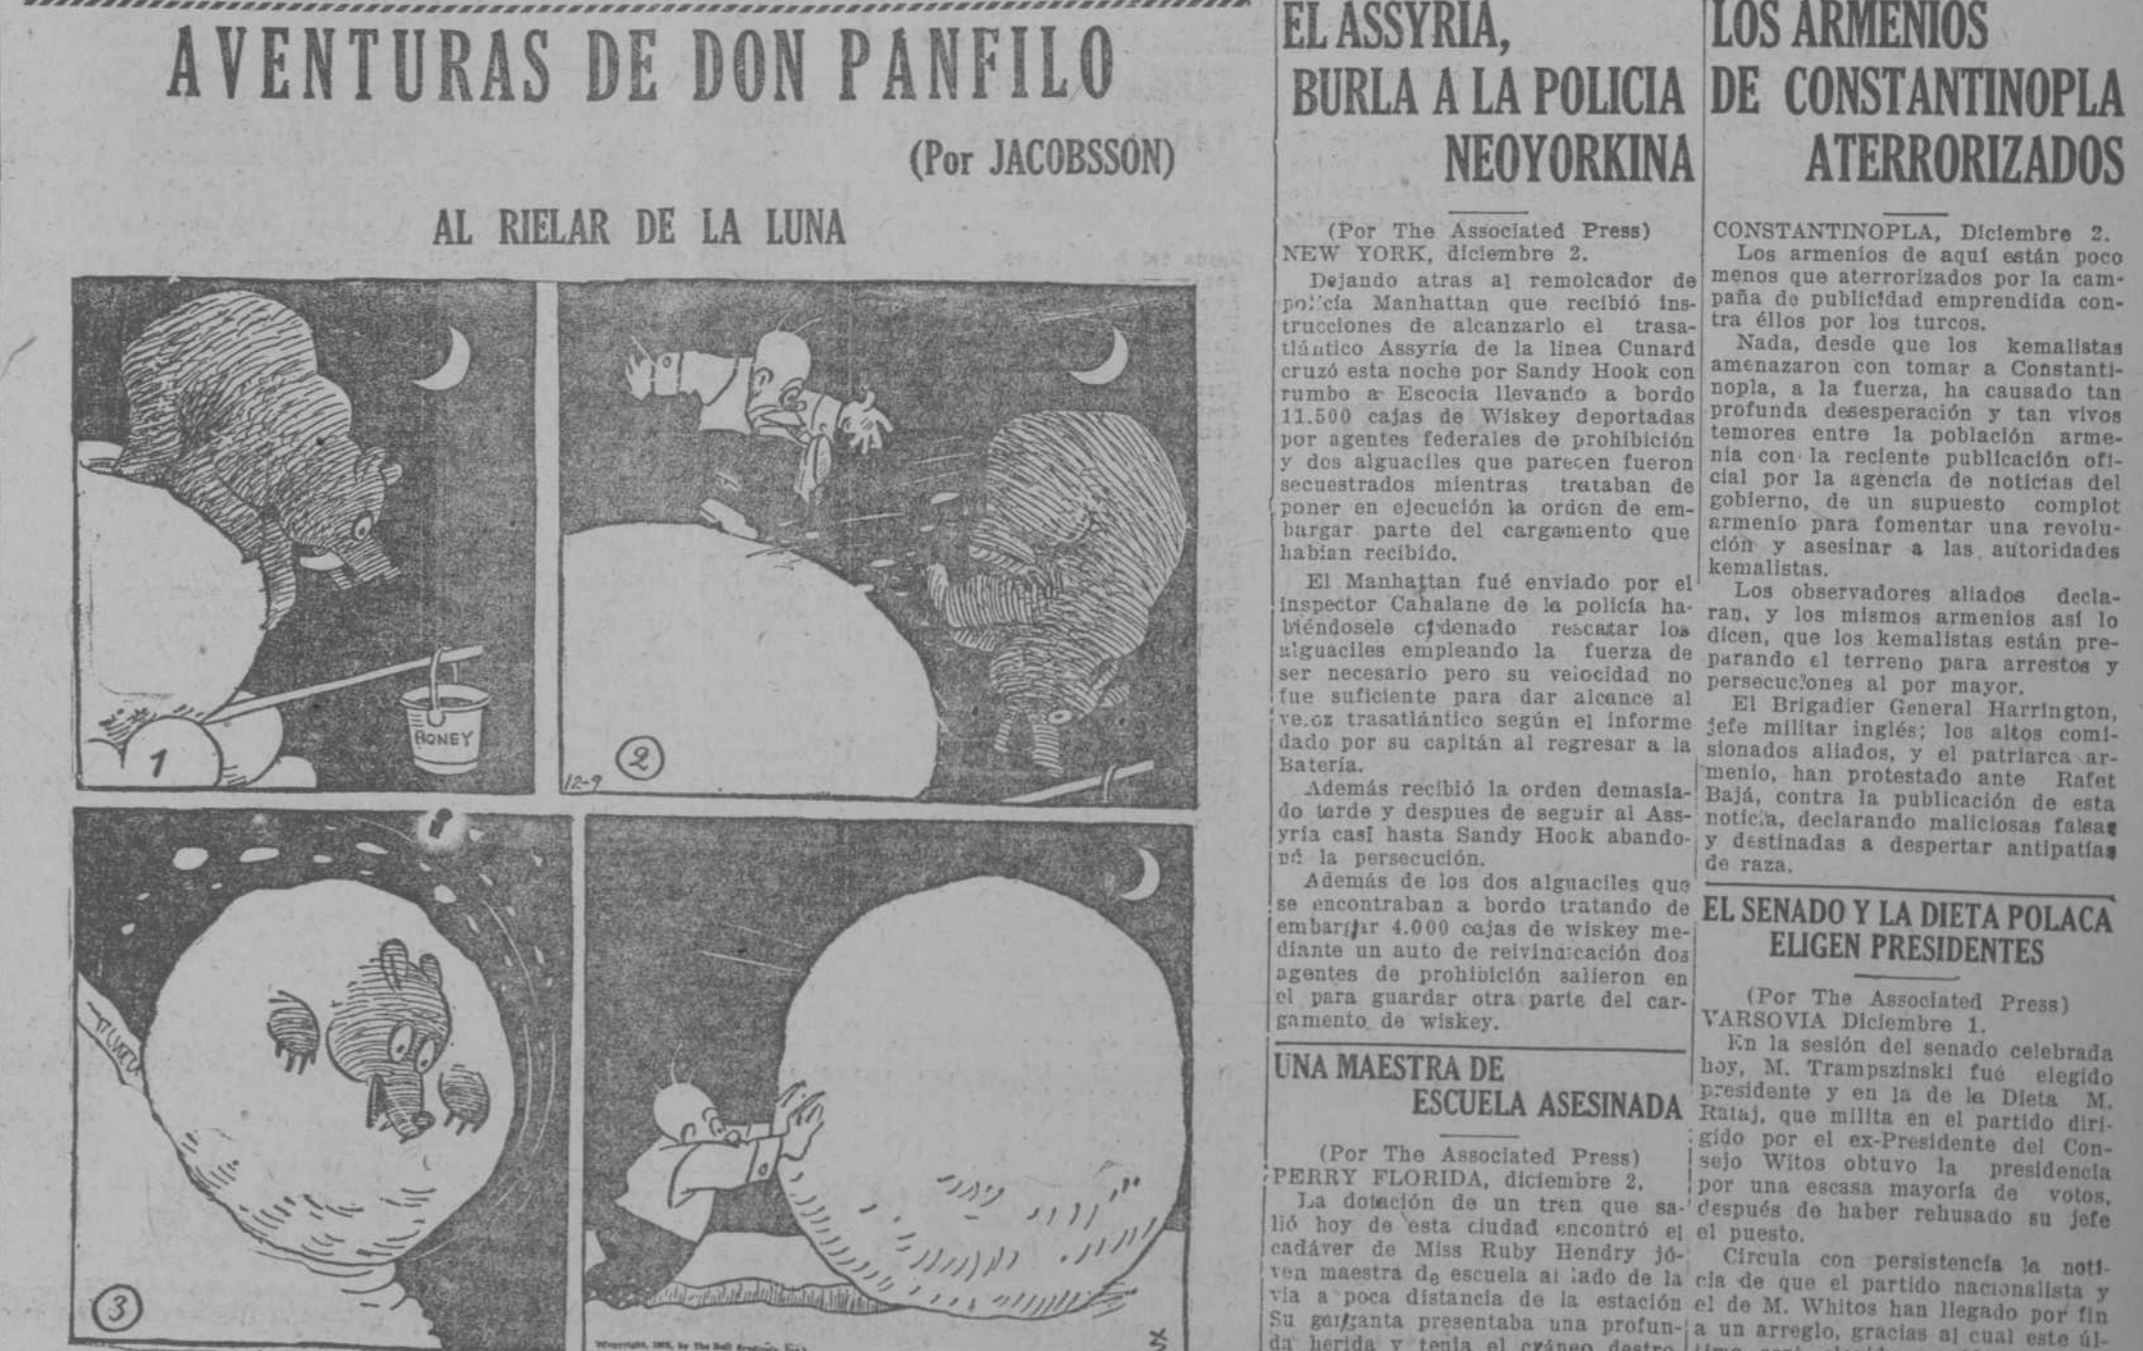 AVENTURAS DE DON PANFILO
(Por JACOBSSON)
AL RIELAR DE LA LUNA
HONEY
1
2
12-9
3
EL ASSYRIA,
BURLA A LA POLICIA
NEOYORKINA
(Por The Associated Press)
NEW YORK, diciembre 2.
Dejando atras al remolcador de
policía Manhattan que recibió ins-
trucciones de alcanzarlo el trasa-
tlántico Assyria de la linea Cunard
cruzó esta noche por Sandy Hook con
rumbo a Escocia llevando a bordo
11.500 cajas de Wiskey deportadas
por agentes federales de prohibición
y dos alguaciles que parecen fueron
secuestrados mientras trataban de
poner en ejecución la orden de em-
bargar parte del cargamento que
habian recibido.
El Manhattan fué enviado por el
inspector Cahalane de la policía ha-
biéndosele ordenado rescatar los
alguaciles empleando la fuerza de
ser necesario pero su velocidad no
fue suficiente para dar alcance al
veloz trasatlántico según el informe
dado por su capitán al regresar a la
Batería.
Además recibió la orden demasia-
do tarde y despues de seguir al Ass-
yría casi hasta Sandy Hook abando-
nó la persecución.
Además de los dos alguaciles que
se encontraban a bordo tratando de
embargar 4.000 cajas de wiskey me-
diante un auto de reivindicación dos
agentes de prohibición salieron en
el para guardar otra parte del car-
gamento de wiskey.
UNA MAESTRA DE
ESCUELA ASESINADA
(Por The Associated Press)
PERRY FLORIDA, diciembre 2.
La dotación de un tren que sa-
lió hoy de esta ciudad encontró el
cadáver de Miss Ruby Hendry jó-
ven maestra de escuela al lado de la
via a poca distancia de la estación
Su garganta presentaba una profun-
da herida y tenia el cráneo destro-
LOS ARMENIOS
DE CONSTANTINOPLA
ATERRORIZADOS
CONSTANTINOPLA, Diciembre 2.
Los armenios de aquí están poco
menos que aterrorizados por la cam-
paña de publicidad emprendida con-
tra éllos por los turcos.
Nada, desde que los kemalistas
amenazaron con tomar a Constanti-
nopla, a la fuerza, ha causado tan
profunda desesperación y tan vivos
temores entre la población arme-
nia con la reciente publicación ofi-
cial por la agencia de noticias del
gobierno, de un supuesto complot
armenio para fomentar una revolu-
ción y asesinar a las autoridades
kemalistas.
Los observadores aliados decla-
ran, y los mismos armenios así lo
dicen, que los kemalistas están pre-
parando el terreno para arrestos y
persecuciones al por mayor.
El Brigadier General Harrington,
jefe militar inglés; los altos comi-
sionados aliados, y el patriarca ar-
menio, han protestado ante Rafet
Bajá, contra la publicación de esta
noticia, declarando maliciosas falsas
y destinadas a despertar antipatías
de raza.
EL SENADO Y LA DIETA POLACA
ELIGEN PRESIDENTES
(Por The Associated Press)
VARSOVIA Diciembre 1.
En la sesión del senado celebrada
hoy, M. Trampszinski fué elegido
presidente y en la de la Dieta M.
Rataj, que milita en el partido diri-
gido por el ex-Presidente del Con-
sejo Witos obtuvo la presidencia
por una escasa mayoría de votos,
después de haber rehusado su jefe
el puesto.
Círcula con persistencia la noti-
cia de que el partido nacionalista y
el de M. Whitos han llegado por fin
a un arreglo, gracias al cual este úl-